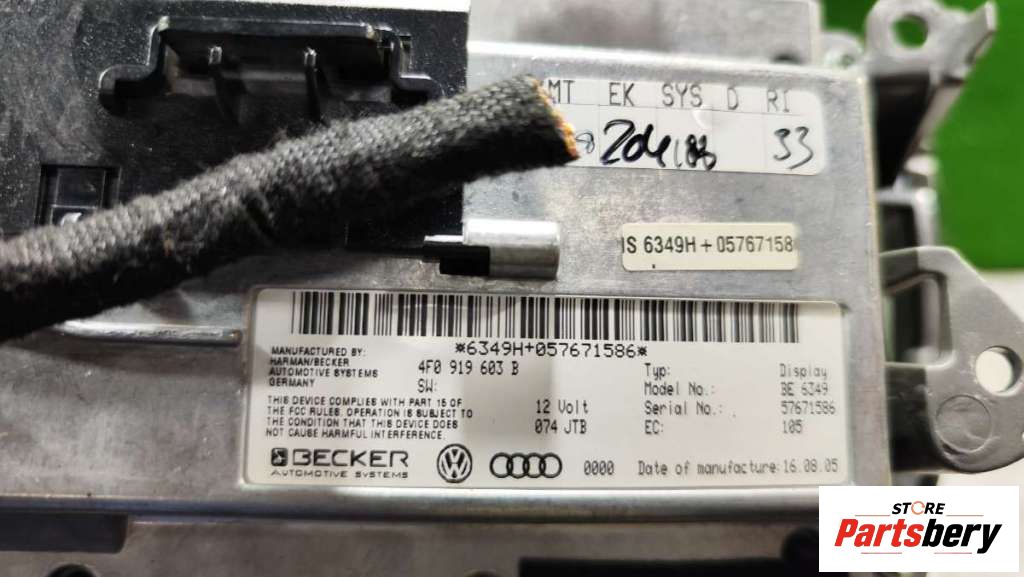 MT EK SYS D RI
204188 33
IS 6349H+05767158
*6349H+057671586*
MANUFACTURED BY:
HARMAN/BECKER
AUTOMOTIVE SYSTEMS
GERMANY
4F0 919 603 B
SW:
THIS DEVICE COMPLIES WITH PART 15 OF
THE FCC RULES. OPERATION IS SUBJECT TO
THE CONDITION THAT THIS DEVICE DOES
NOT CAUSE HARMFUL INTERFERENCE.
12 Volt
074 JTB
Typ: Display
Model No.: BE 6349
Serial No.: 57671586
EC: 105
BECKER
AUTOMOTIVE SYSTEMS
0000
Date of manufacture: 16.08.05
STORE
Partsbery